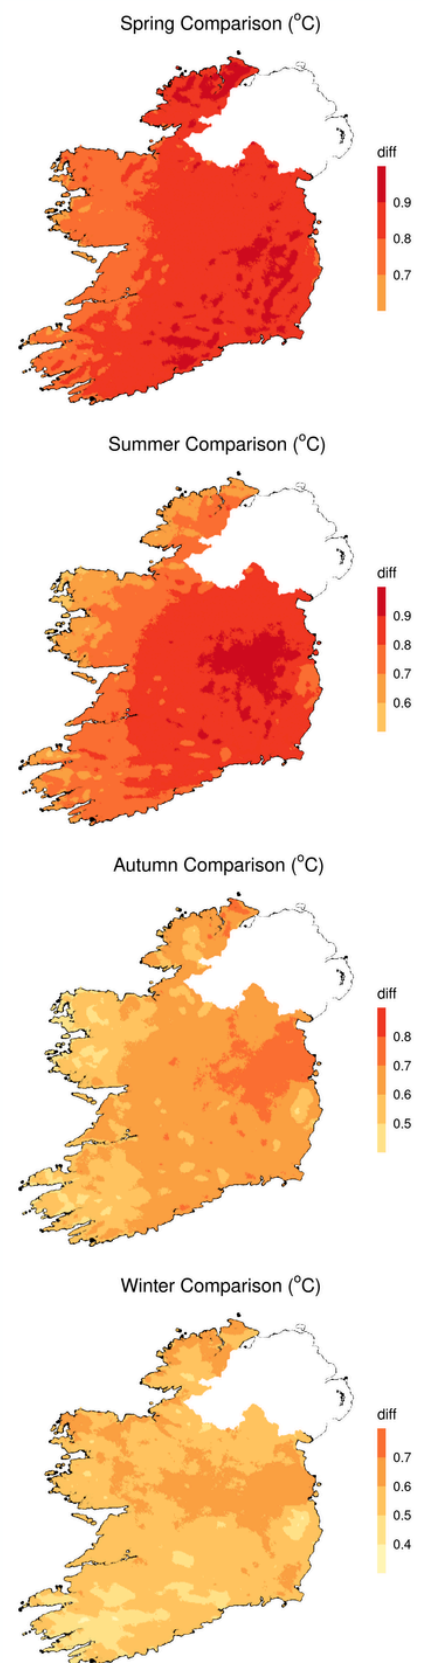 Spring Comparison (°C)
diff
0.9
0.8
0.7
Summer Comparison (°C)
diff
0.9
0.8
0.7
0.6
Autumn Comparison (°C)
diff
0.8
0.7
0.6
0.5
Winter Comparison (°C)
diff
0.7
0.6
0.5
0.4